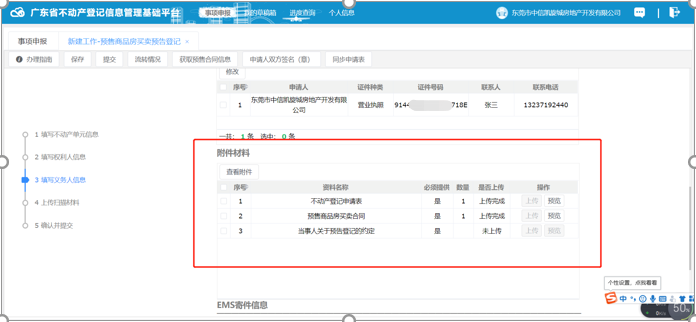 广东省不动产登记信息管理基础平台 事项申报 我的草稿箱 进度查询 个人信息 东莞市中信凯旋城房地产开发有限公司
事项申报 新建工作-预售商品房买卖预告登记 ×
办理指南 保存 提交 流转情况 获取预售合同信息 申请人双方签名(章) 同步申请表
修改
序号 申请人 证件种类 证件号码 联系人 联系电话
1 东莞市中信凯旋城房地产开发有限公司 营业执照 9144 718E 张三 13237192440
一共: 1 条 选中: 0 条
1 填写不动产单元信息
2 填写权利人信息
3 填写义务人信息
4 上传扫描材料
5 确认并提交
附件材料
查看附件
序号 资料名称 必须提供 数量 是否上传 操作
1 不动产登记申请表 是 1 上传完成 上传 预览
2 预售商品房买卖合同 是 1 上传完成 上传 预览
3 当事人关于预告登记的约定 是 未上传 上传 预览
个性设置,点我看看
中
EMS寄件信息
50